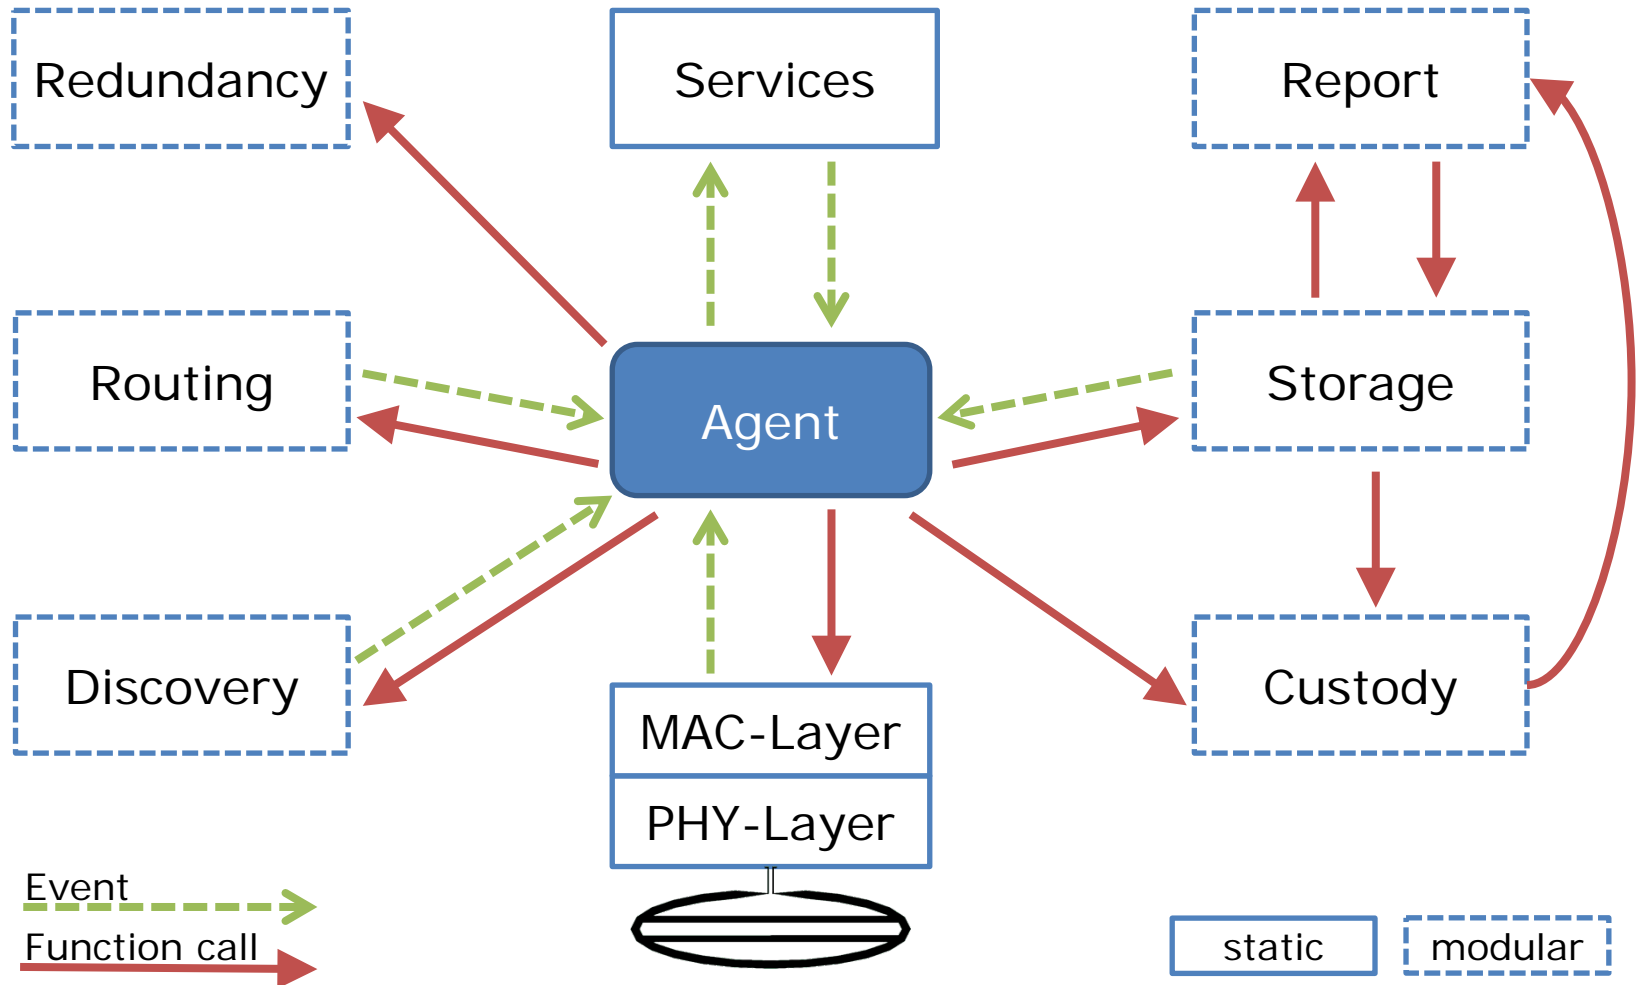 Redundancy
Services
Report
Routing
Agent
Storage
Discovery
MAC-Layer
Custody
PHY-Layer
Event
Function call
static
modular